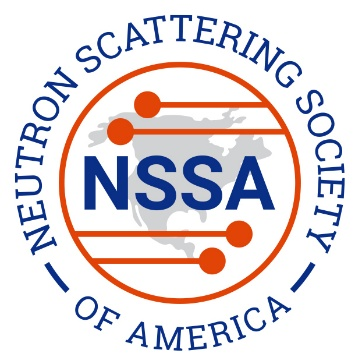 NEUTRON SCATTERING SOCIETY
NSSA
OF AMERICA